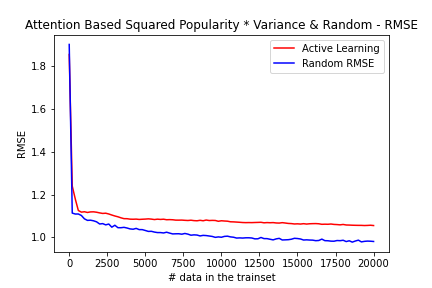 Attention Based Squared Popularity * Variance & Random - RMSE
Active Learning
Random RMSE
RMSE
1.8
1.6
1.4
1.2
1.0
0 2500 5000 7500 10000 12500 15000 17500 20000
# data in the trainset